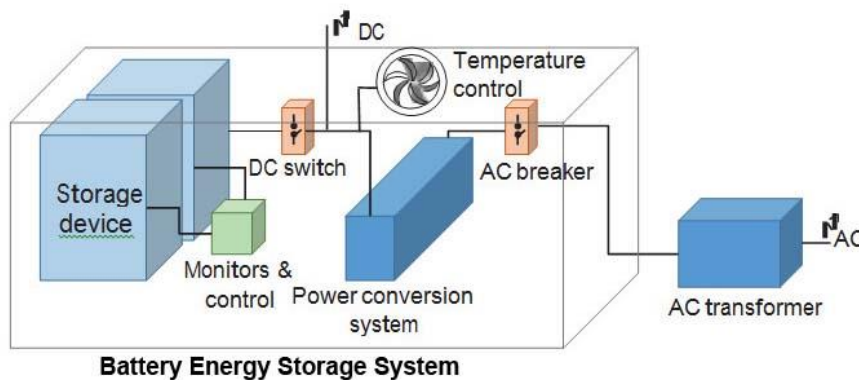 DC
Temperature
control
DC switch
AC breaker
Storage
device
Monitors &
control
Power conversion
system
AC
AC transformer
Battery Energy Storage System